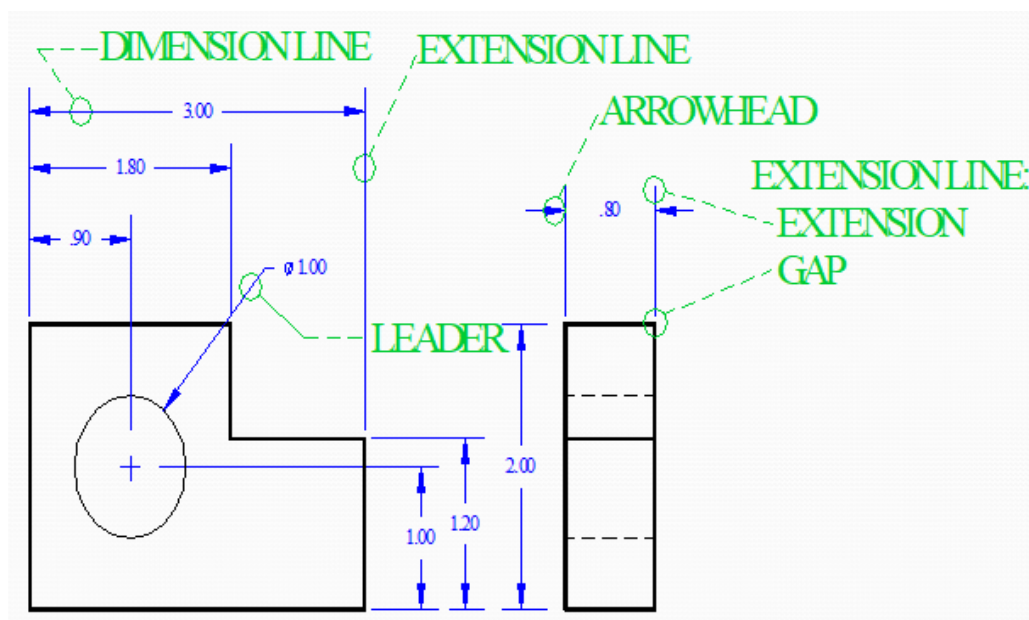 DIMENSION LINE
EXTENSION LINE
3.00
ARROWHEAD
1.80
EXTENSION LINE:
EXTENSION
.80
.90
GAP
ø1.00
LEADER
2.00
1.20
1.00